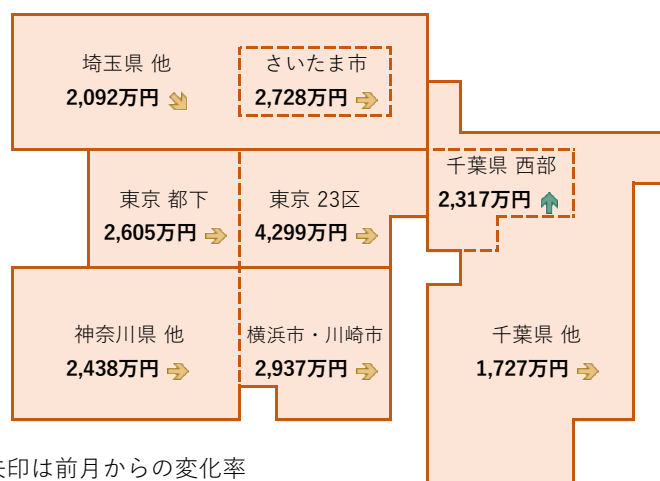 埼玉県 他
2,092万円
さいたま市
2,728万円
千葉県 西部
2,317万円
東京 都下
2,605万円
東京 23区
4,299万円
神奈川県 他
2,438万円
横浜市・川崎市
2,937万円
千葉県 他
1,727万円
矢印は前月からの変化率